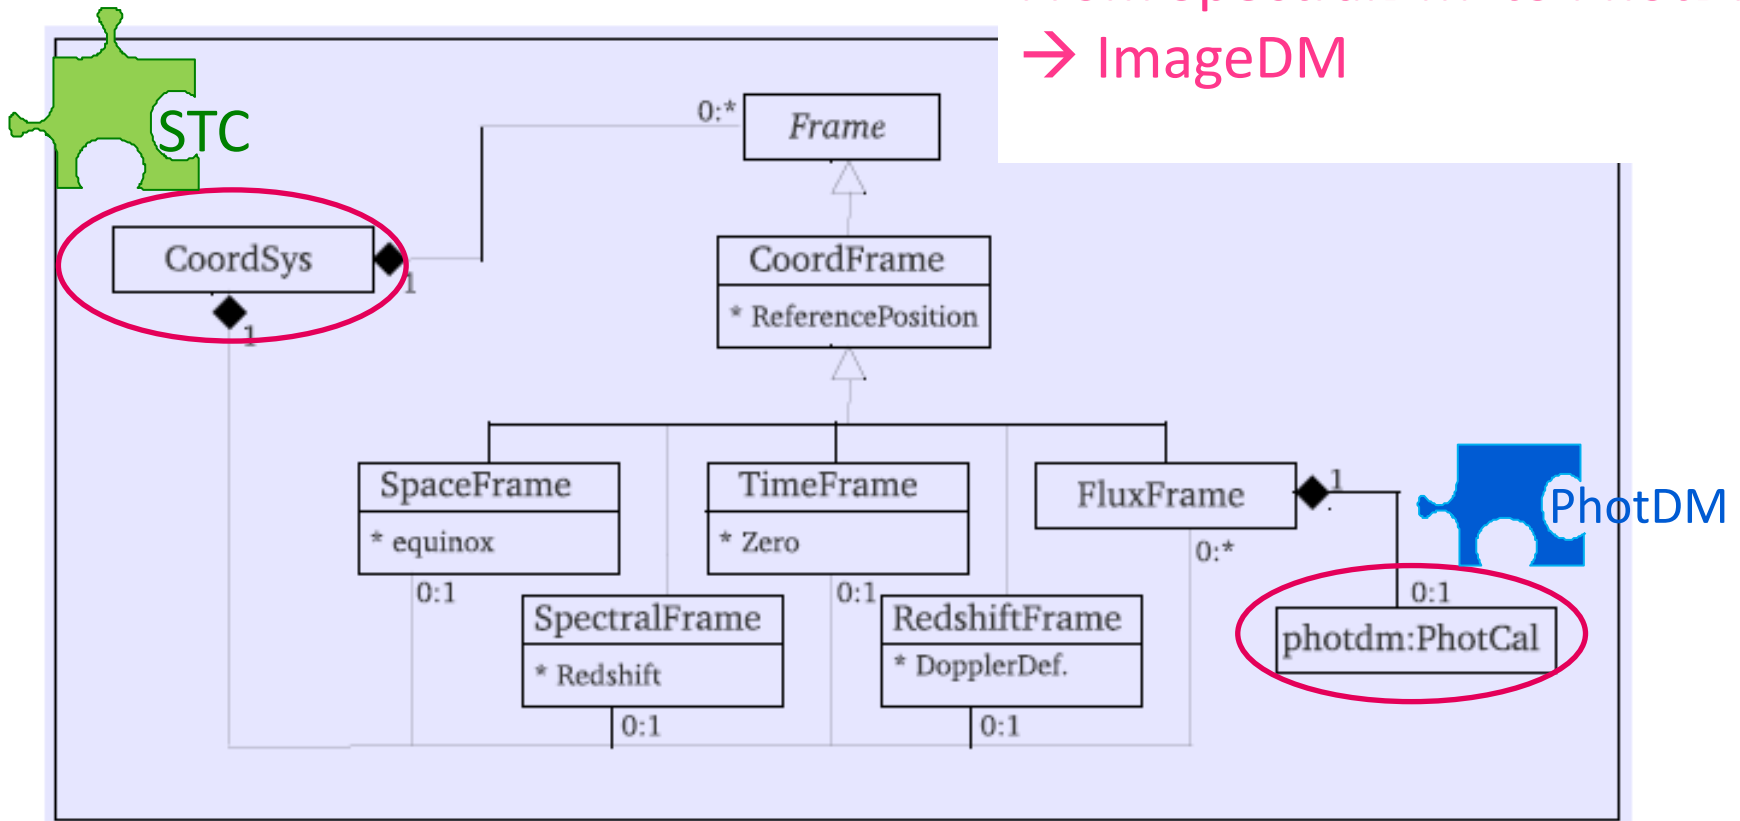 → ImageDM
STC
0:*
Frame
CoordSys
1
1
CoordFrame
* ReferencePosition
SpaceFrame
* equinox
0:1
TimeFrame
* Zero
0:1
FluxFrame
1
0:*
PhotDM
SpectralFrame
* Redshift
0:1
RedshiftFrame
* DopplerDef.
0:1
0:1
photdm:PhotCal